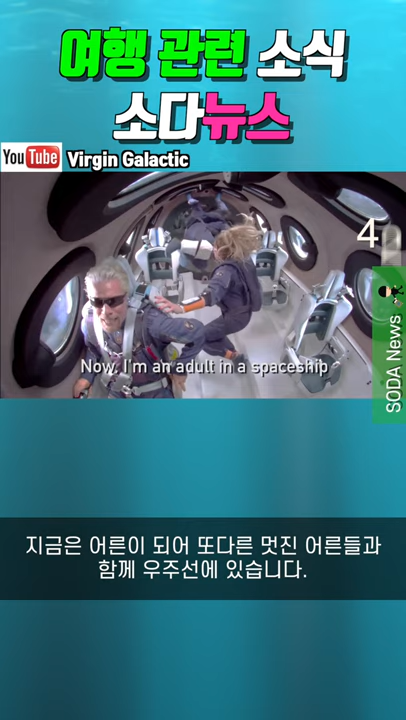 여행 관련 소식
소다뉴스
YouTube Virgin Galactic
4
SODA News
Now, I'm an adult in a spaceship
지금은 어른이 되어 또다른 멋진 어른들과
함께 우주선에 있습니다.